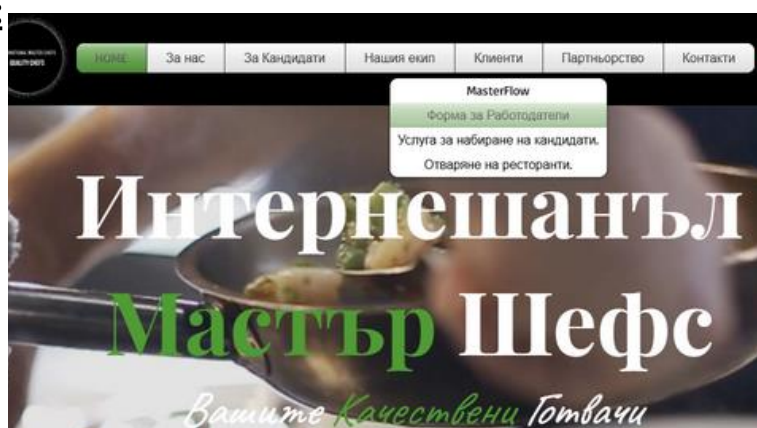 HOME За нас За Кандидати Нашия екип Клиенти Партньорство Контакти
MasterFlow
Форма за Работодатели
Услуга за набиране на кандидати.
Отваряне на ресторанти.
Интернешанъл
Мастър Шефс
Вашите Качествени Готвачи